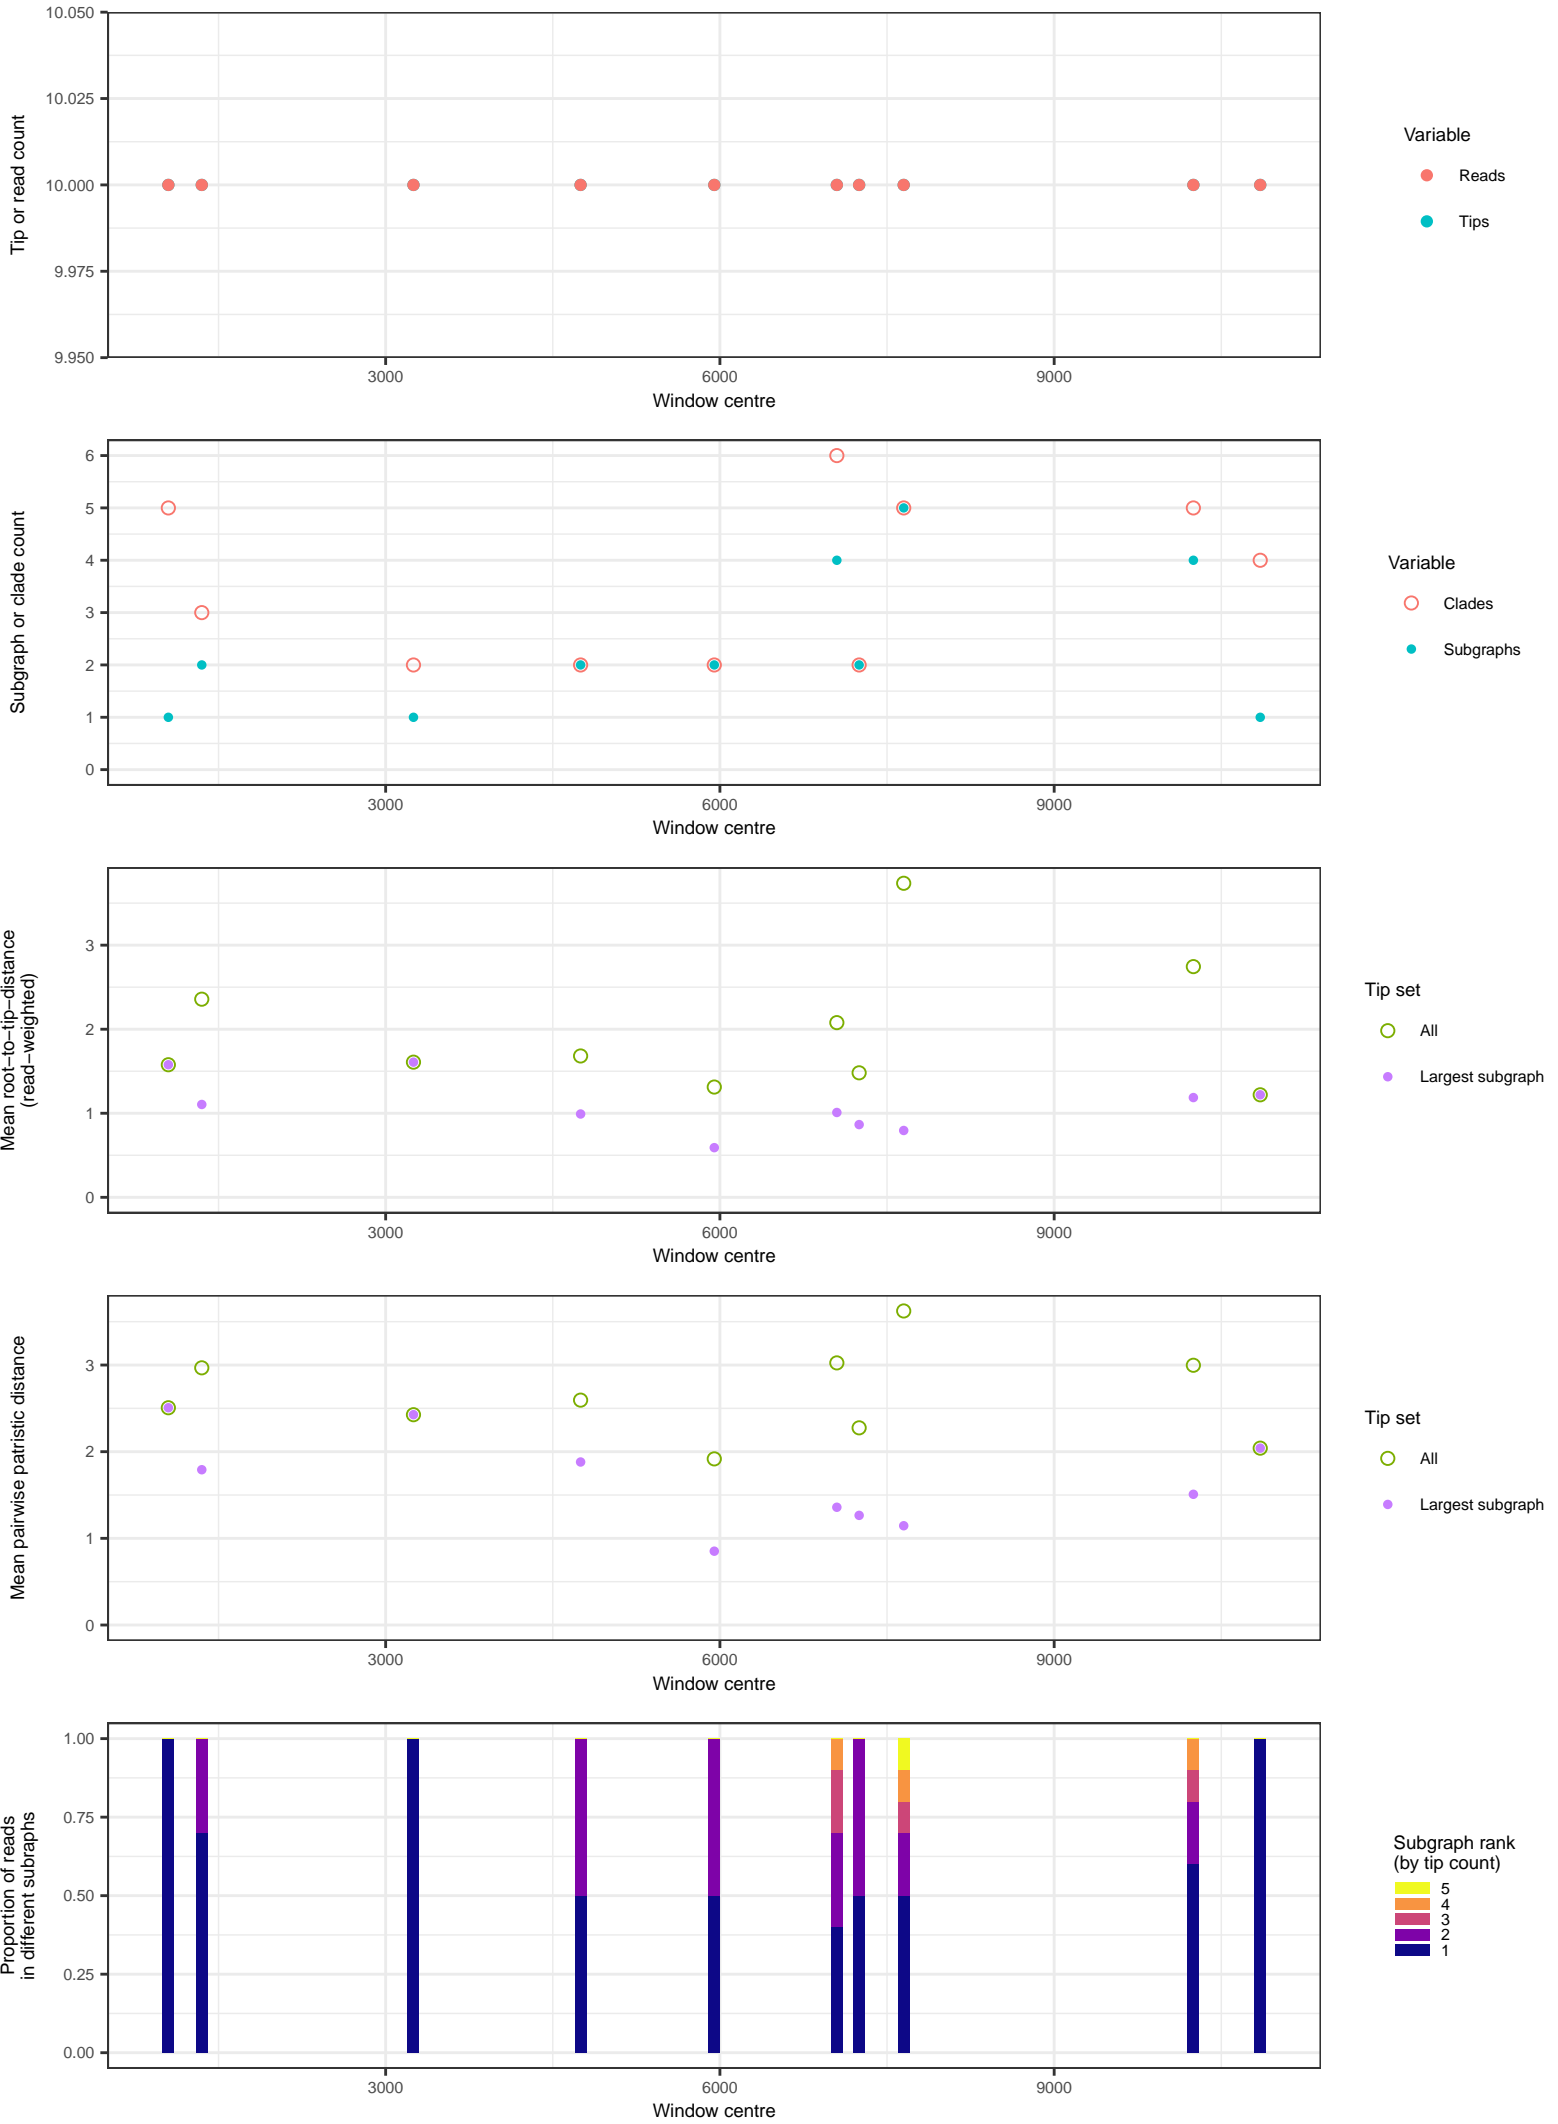 10.050
10.025
10.000
9.975
9.950
Tip or read count
3000
6000
9000
Window centre
Variable
Reads
Tips
6
5
4
3
2
1
0
Subgraph or clade count
3000
6000
9000
Window centre
Variable
Clades
Subgraphs
3
2
1
0
Mean root−to−tip−distance
(read−weighted)
3000
6000
9000
Window centre
Tip set
All
Largest subgraph
3
2
1
0
Mean pairwise patristic distance
3000
6000
9000
Window centre
Tip set
All
Largest subgraph
1.00
0.75
0.50
0.25
0.00
Proportion of reads
in different subraphs
3000
6000
9000
Window centre
Subgraph rank
(by tip count)
5
4
3
2
1